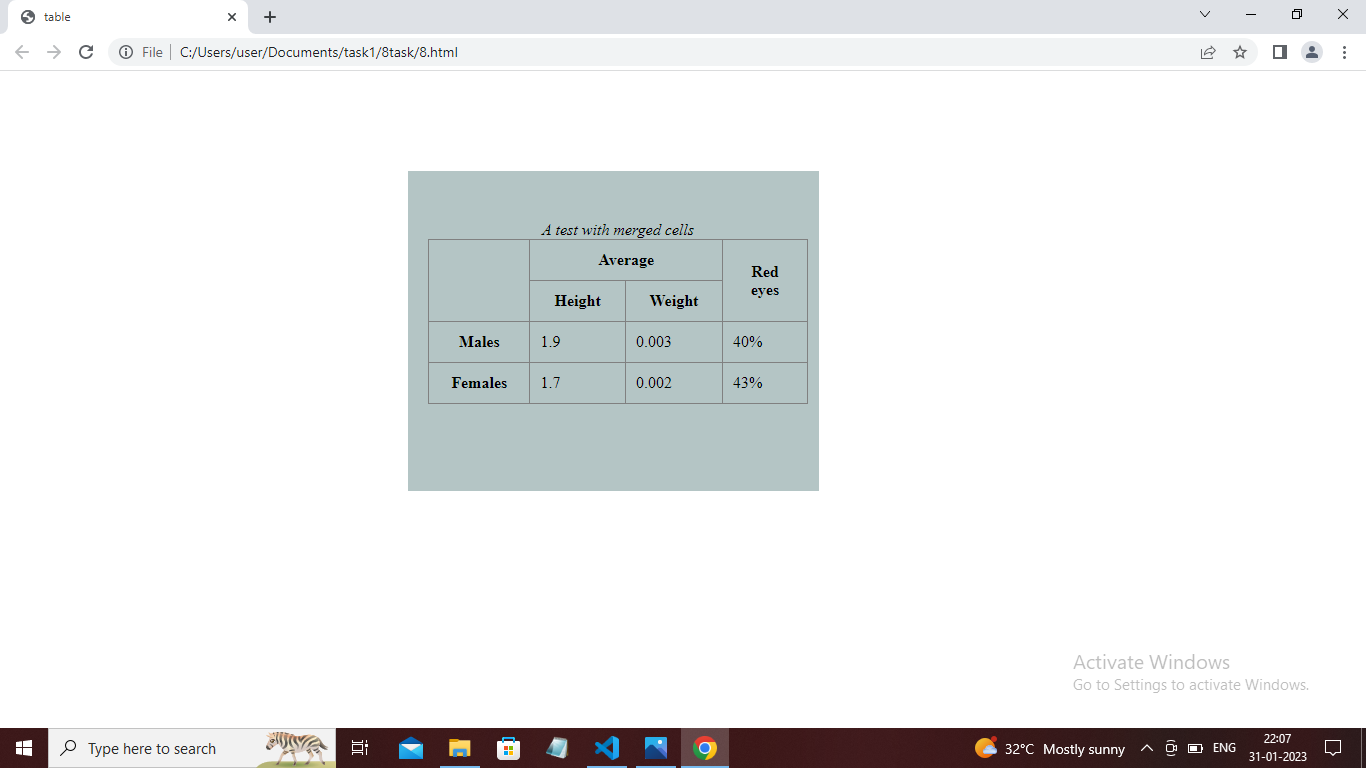 table
File
C:/Users/user/Documents/task1/8task/8.html
A test with merged cells
Average
Red
eyes
Height Weight
Males 1.9 0.003 40%
Females 1.7 0.002 43%
Activate Windows
Go to Settings to activate Windows.
Type here to search
32°C Mostly sunny
ENG
22:07
31-01-2023